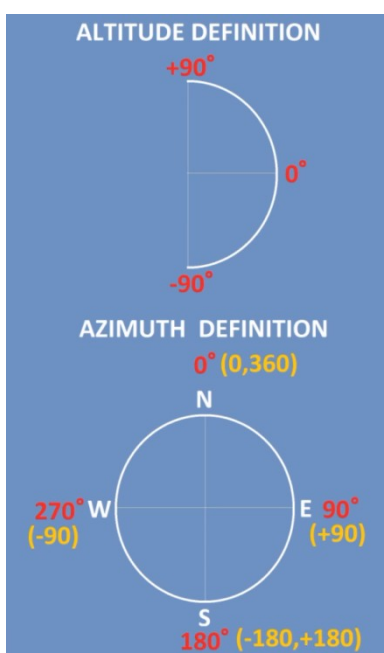 ALTITUDE DEFINITION
+90°
0°
-90°
AZIMUTH DEFINITION
0° (0,360)
N
270° W
E 90°
(-90)
(+90)
S
180° (-180,+180)